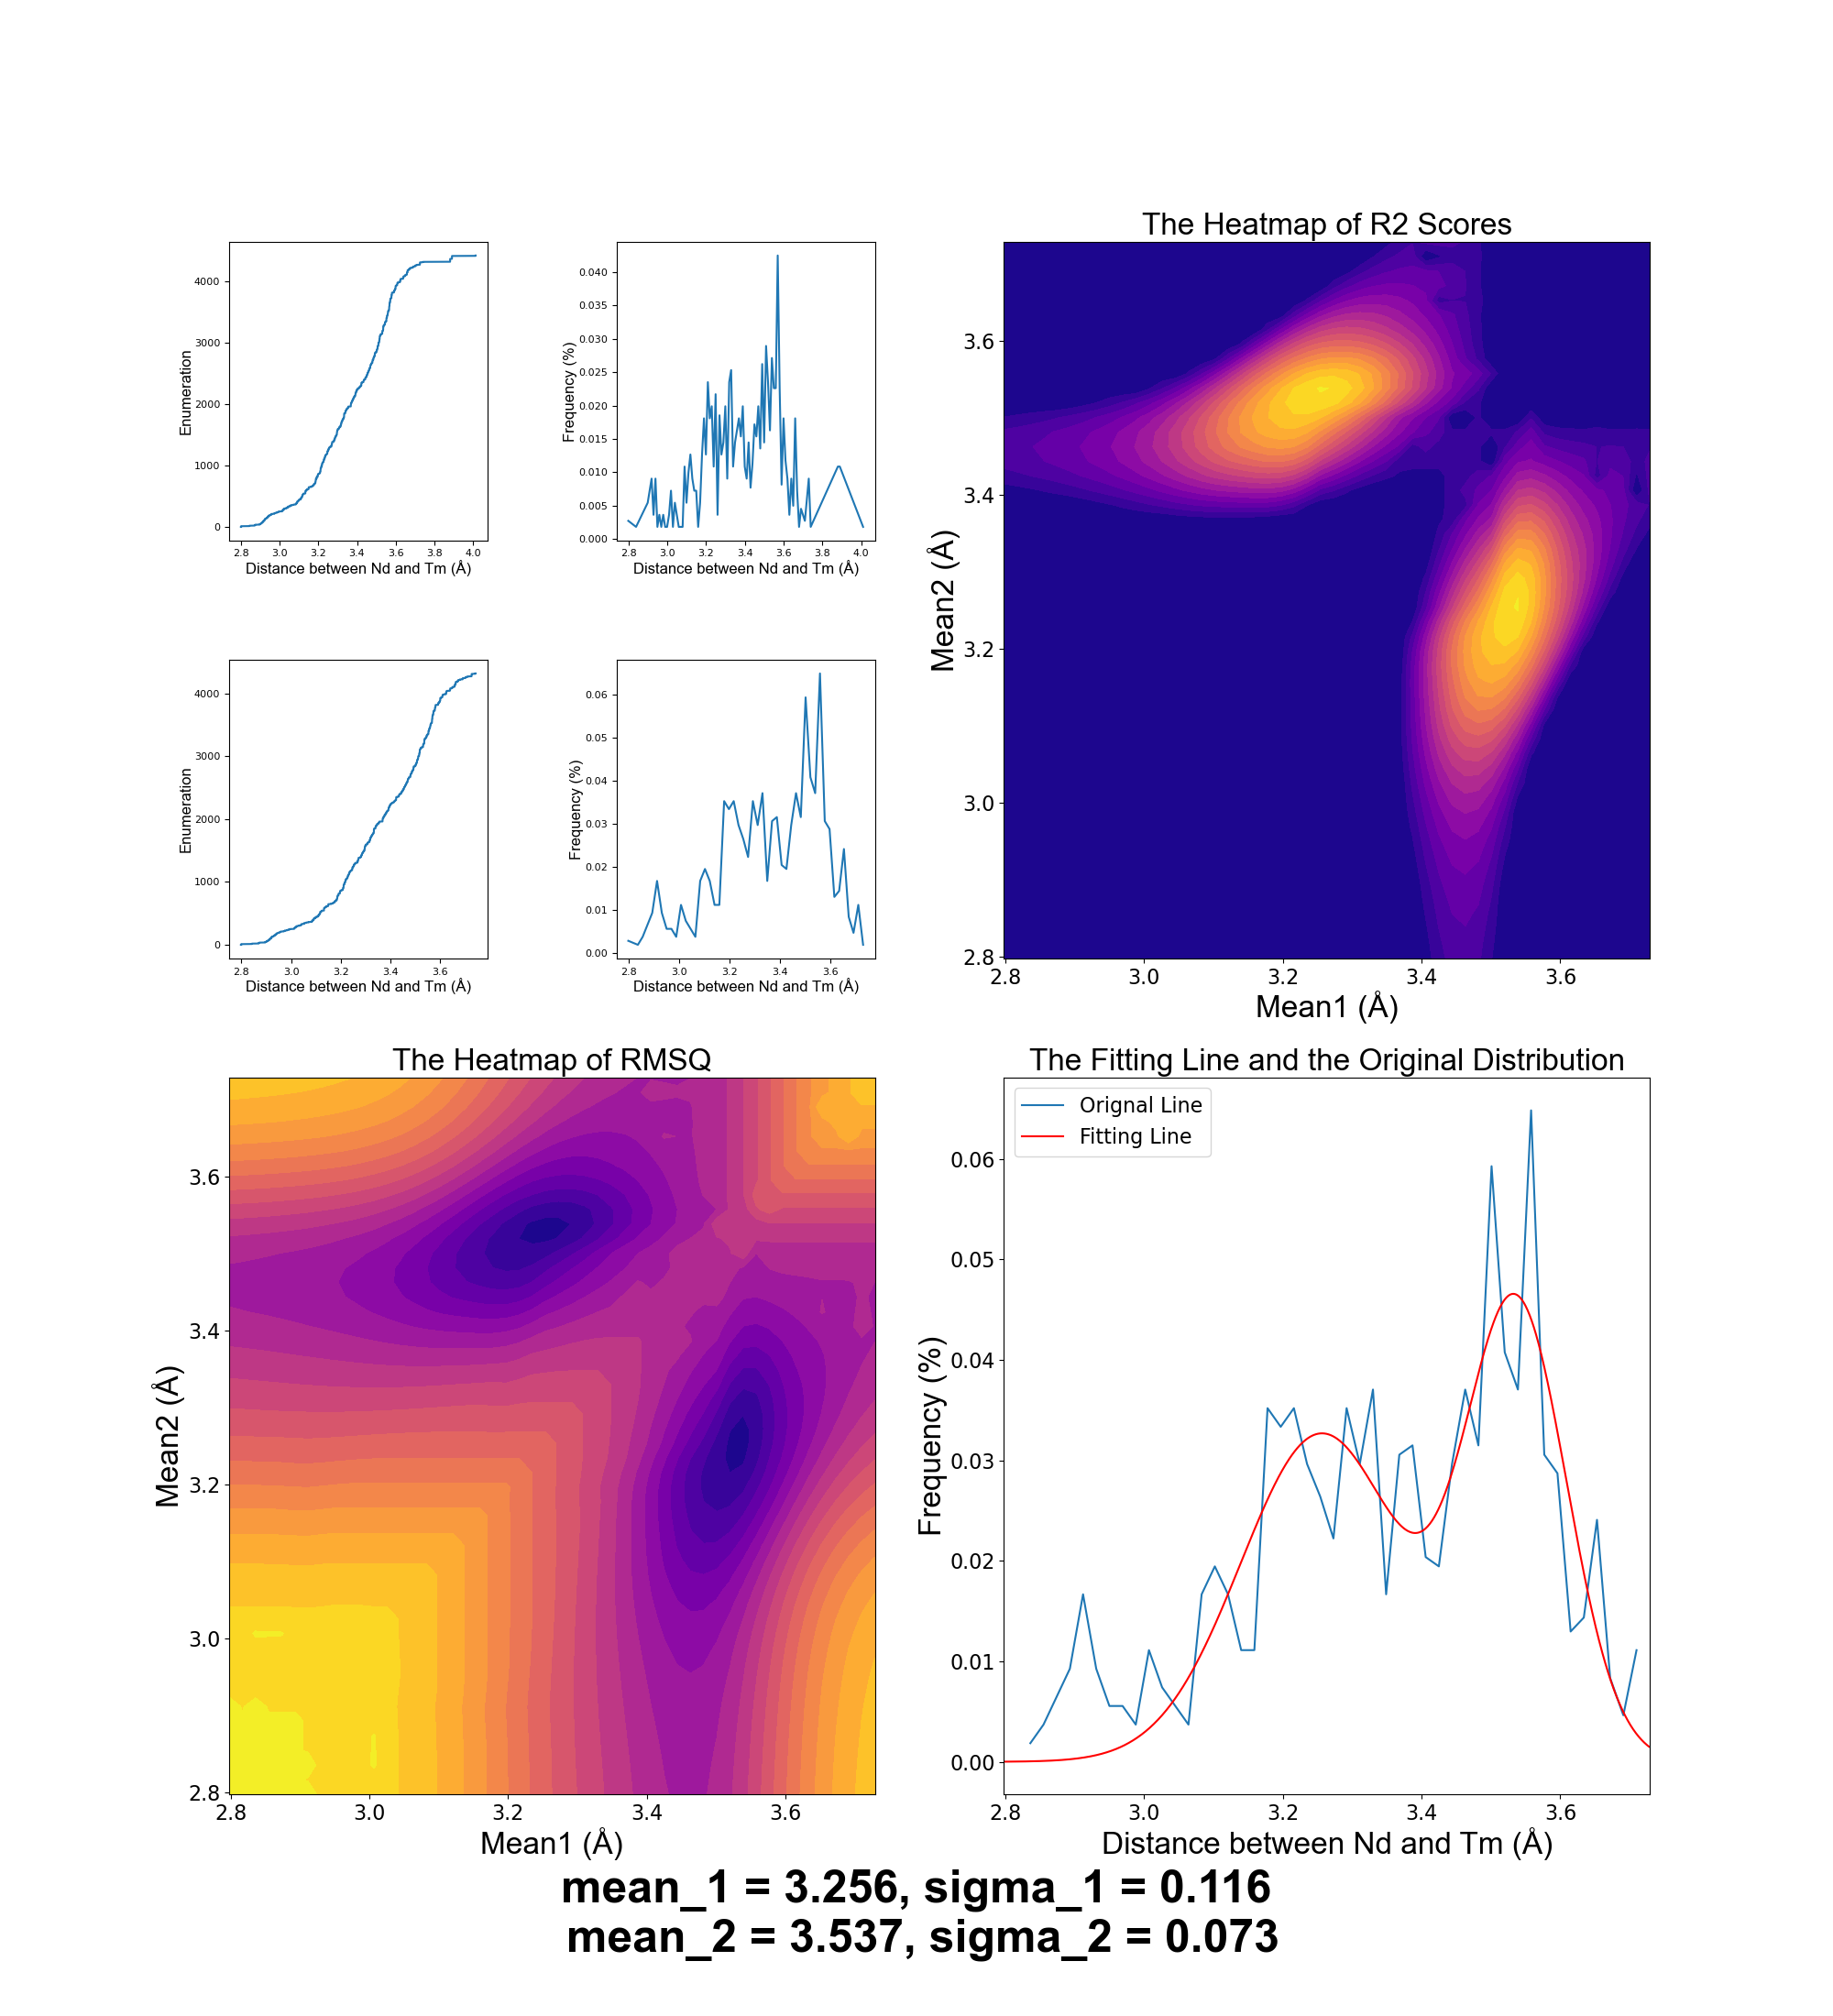 The Heatmap of R2 Scores
Enumeration
4000
3000
2000
1000
0
2.8 3.0 3.2 3.4 3.6 3.8 4.0
Distance between Nd and Tm (Å)
Frequency (%)
0.040
0.035
0.030
0.025
0.020
0.015
0.010
0.005
0.000
2.8 3.0 3.2 3.4 3.6 3.8 4.0
Distance between Nd and Tm (Å)
Mean2 (Å)
3.6
3.4
3.2
3.0
2.8
2.8 3.0 3.2 3.4 3.6
Mean1 (Å)
Enumeration
4000
3000
2000
1000
0
2.8 3.0 3.2 3.4 3.6
Distance between Nd and Tm (Å)
Frequency (%)
0.06
0.05
0.04
0.03
0.02
0.01
0.00
2.8 3.0 3.2 3.4 3.6
Distance between Nd and Tm (Å)
The Heatmap of RMSQ
Mean2 (Å)
3.6
3.4
3.2
3.0
2.8
2.8 3.0 3.2 3.4 3.6
Mean1 (Å)
The Fitting Line and the Original Distribution
Orignal Line
Fitting Line
Frequency (%)
0.06
0.05
0.04
0.03
0.02
0.01
0.00
2.8 3.0 3.2 3.4 3.6
Distance between Nd and Tm (Å)
mean_1 = 3.256, sigma_1 = 0.116
mean_2 = 3.537, sigma_2 = 0.073